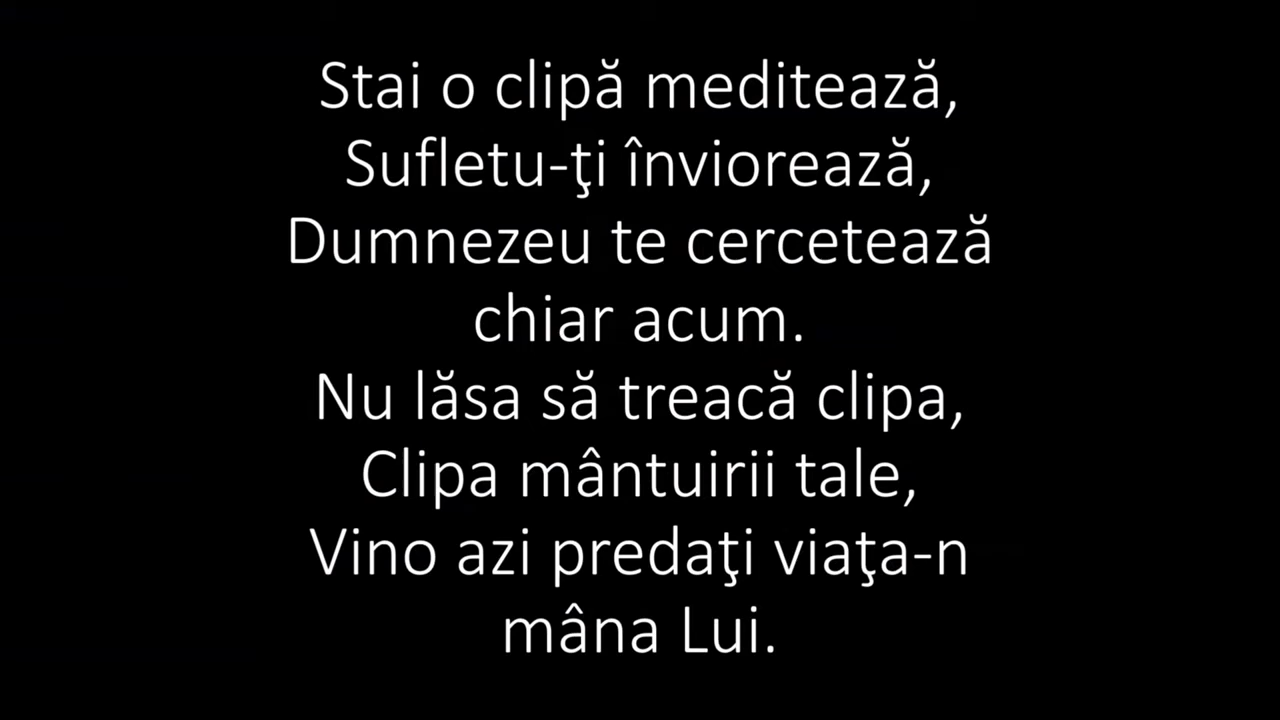 Stai o clipă meditează,
Sufletu-ţi înviorează,
Dumnezeu te cercetează
chiar acum.
Nu lăsa să treacă clipa,
Clipa mântuirii tale,
Vino azi predaţi viaţa-n
mâna Lui.